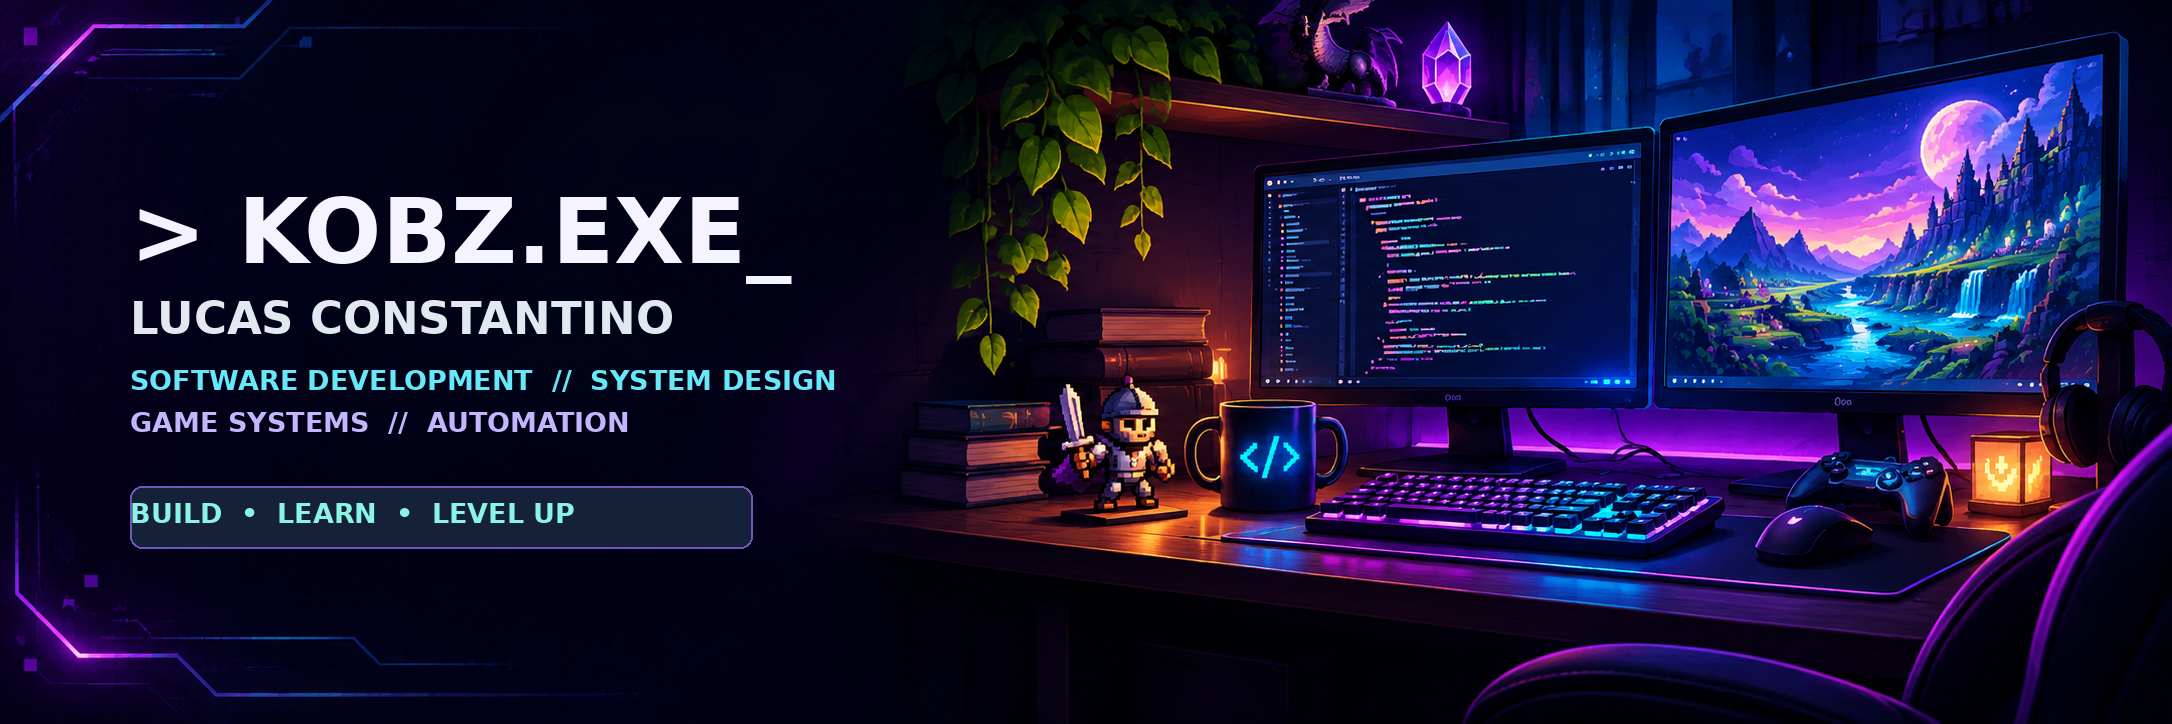 > KOBZ.EXE_
LUCAS CONSTANTINO
SOFTWARE DEVELOPMENT // SYSTEM DESIGN
GAME SYSTEMS // AUTOMATION
BUILD • LEARN • LEVEL UP
</>